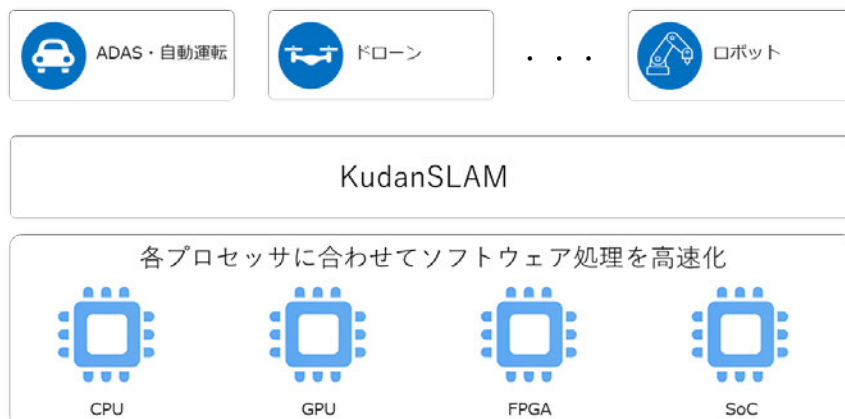 ADAS・自動運転
ドローン
・・・
ロボット
KudanSLAM
各プロセッサに合わせてソフトウェア処理を高速化
CPU
GPU
FPGA
SoC